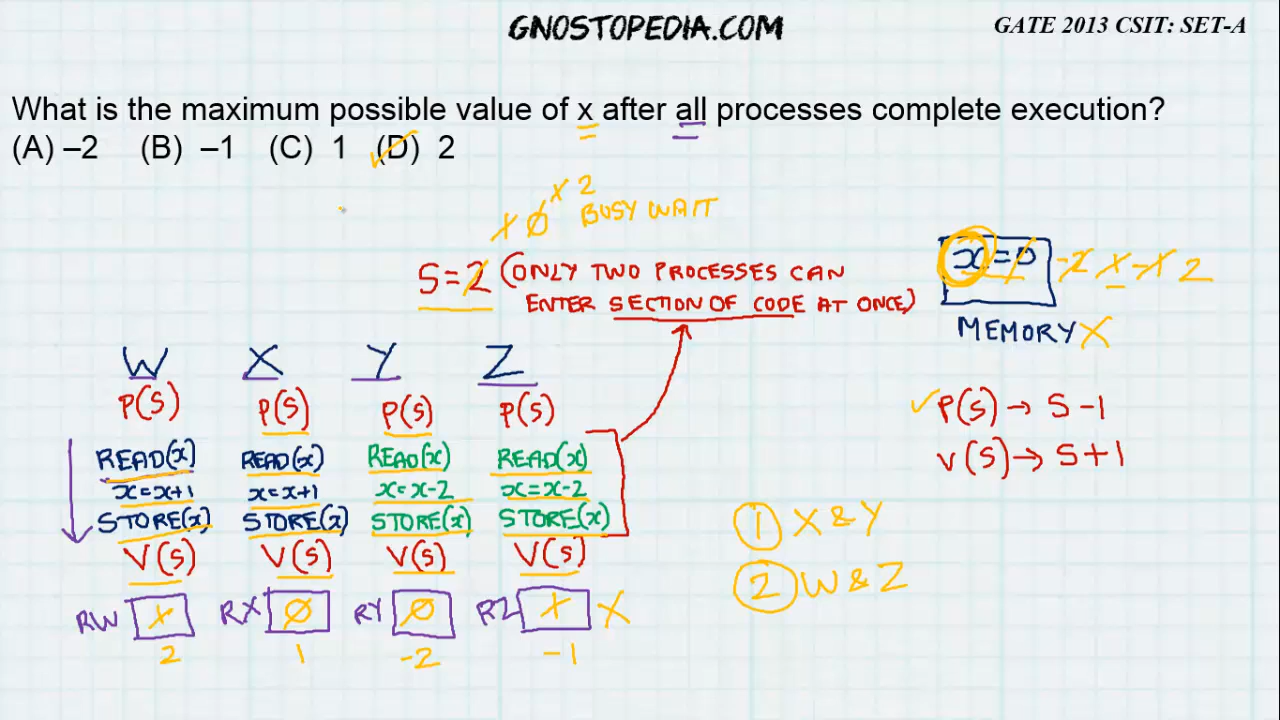 GNOSTOPEDIA.COM
GATE 2013 CSIT: SET-A
What is the maximum possible value of x after all processes complete execution?
(A) –2 (B) –1 (C) 1 (D) 2
X 0 X 2
BUSY WAIT
S=2 (ONLY TWO PROCESSES CAN
ENTER SECTION OF CODE AT ONCE)
x=0 -2 X -X 2
MEMORY X
W X Y Z
P(S) P(S) P(S) P(S)
READ(x) READ(x) READ(x) READ(x)
x=x+1 x=x+1 x=x-2 x=x-2
STORE(x) STORE(x) STORE(x) STORE(x)
V(S) V(S) V(S) V(S)
P(S) → S-1
V(S) → S+1
1 X & Y
2 W & Z
RW X RX 0 RY 0 RZ X X
2 1 -2 -1